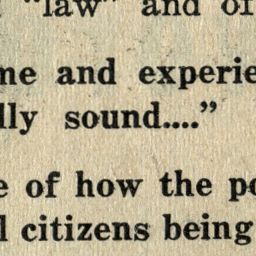 "law" and of
me and experie
lly sound...."
e of how the po
l citizens being